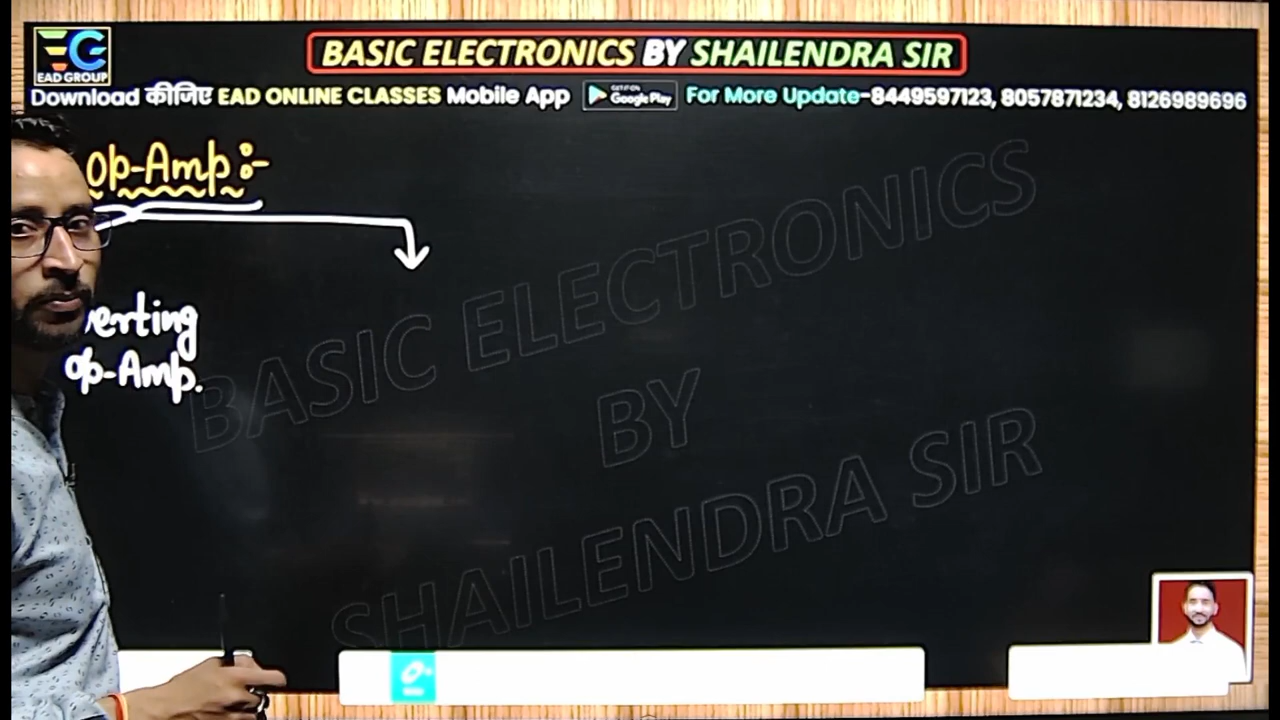 EAD GROUP
BASIC ELECTRONICS BY SHAILENDRA SIR
Download कीजिए EAD ONLINE CLASSES Mobile App GET IT ON Google Play For More Update-8449597123, 8057871234, 8126989696
Op-Amp :-
verting
Op-Amp.
BASIC ELECTRONICS
BY
SHAILENDRA SIR